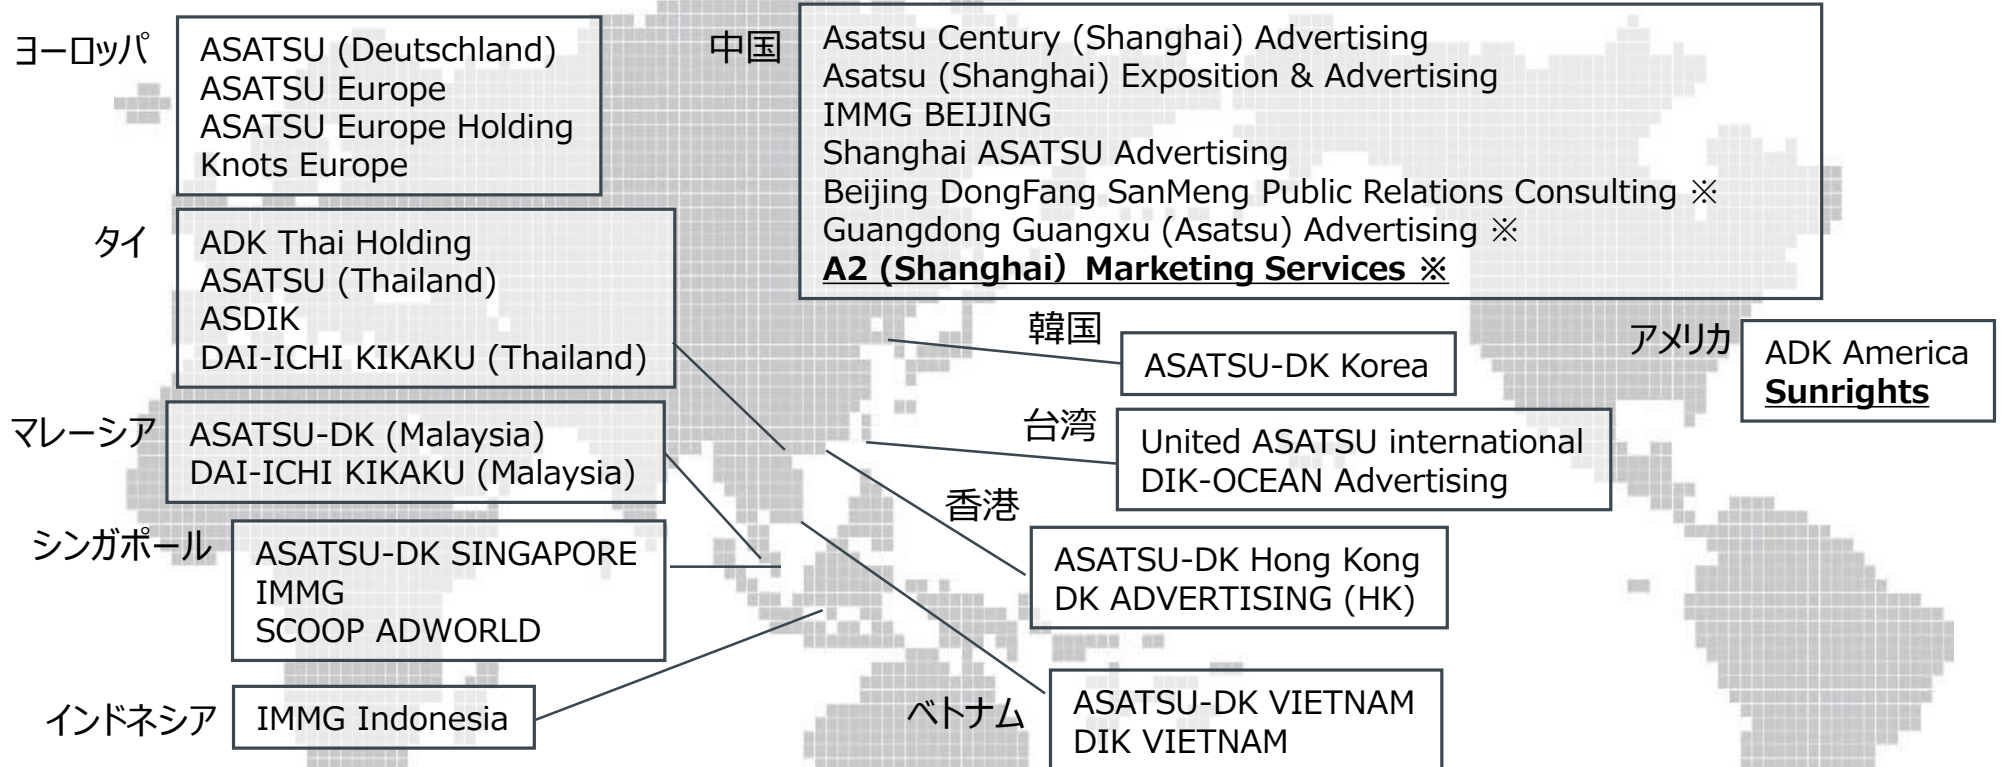 ヨーロッパ
ASATSU (Deutschland)
ASATSU Europe
ASATSU Europe Holding
Knots Europe
中国
Asatsu Century (Shanghai) Advertising
Asatsu (Shanghai) Exposition & Advertising
IMMG BEIJING
Shanghai ASATSU Advertising
Beijing DongFang SanMeng Public Relations Consulting ※
Guangdong Guangxu (Asatsu) Advertising ※
A2 (Shanghai）Marketing Services ※
タイ
ADK Thai Holding
ASATSU (Thailand)
ASDIK
DAI-ICHI KIKAKU (Thailand)
韓国
ASATSU-DK Korea
アメリカ
ADK America
Sunrights
マレーシア
ASATSU-DK (Malaysia)
DAI-ICHI KIKAKU (Malaysia)
台湾
United ASATSU international
DIK-OCEAN Advertising
シンガポール
ASATSU-DK SINGAPORE
IMMG
SCOOP ADWORLD
香港
ASATSU-DK Hong Kong
DK ADVERTISING (HK)
インドネシア
IMMG Indonesia
ベトナム
ASATSU-DK VIETNAM
DIK VIETNAM